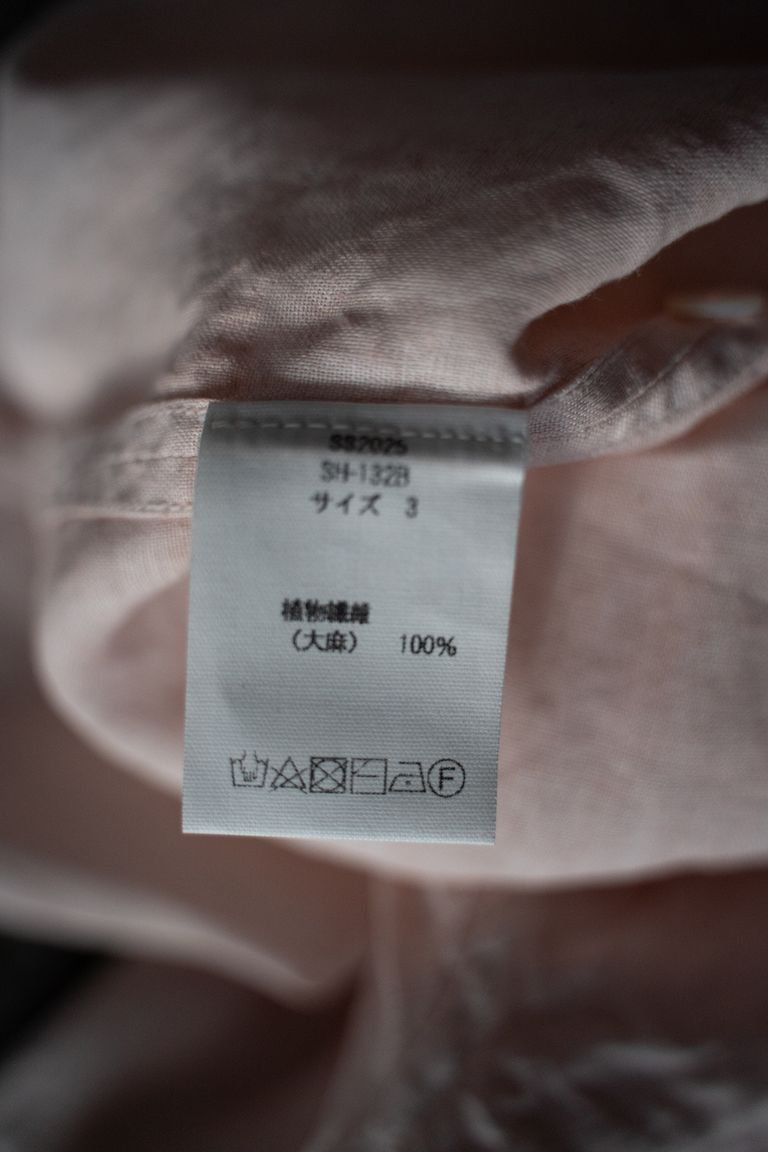 SS2025
SH-132B
サイズ 3
植物繊維
（大麻） 100%
F